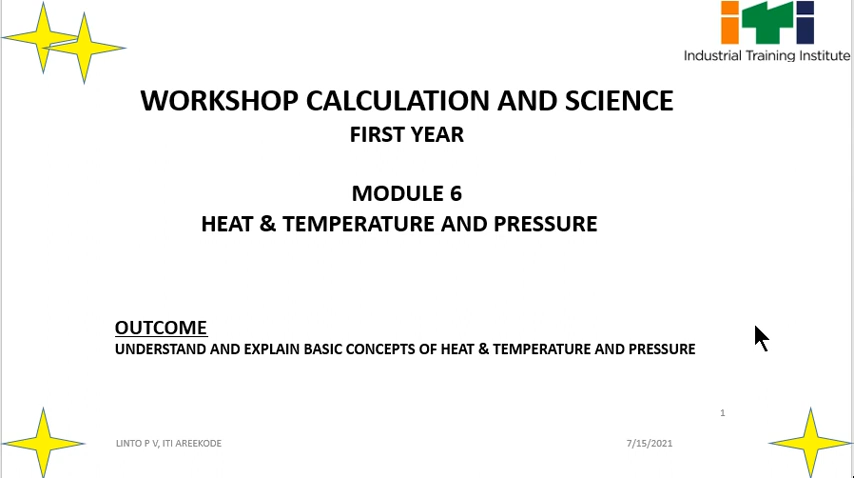 iTi
Industrial Training Institute
WORKSHOP CALCULATION AND SCIENCE
FIRST YEAR
MODULE 6
HEAT & TEMPERATURE AND PRESSURE
OUTCOME
UNDERSTAND AND EXPLAIN BASIC CONCEPTS OF HEAT & TEMPERATURE AND PRESSURE
1
LINTO P V, ITI AREEKODE
7/15/2021